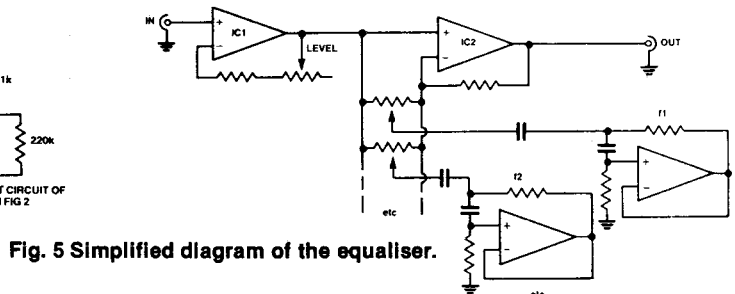 IN
IC1
LEVEL
IC2
OUT
1k
220k
T CIRCUIT OF
FIG 2
f1
f2
etc
Fig. 5 Simplified diagram of the equaliser.